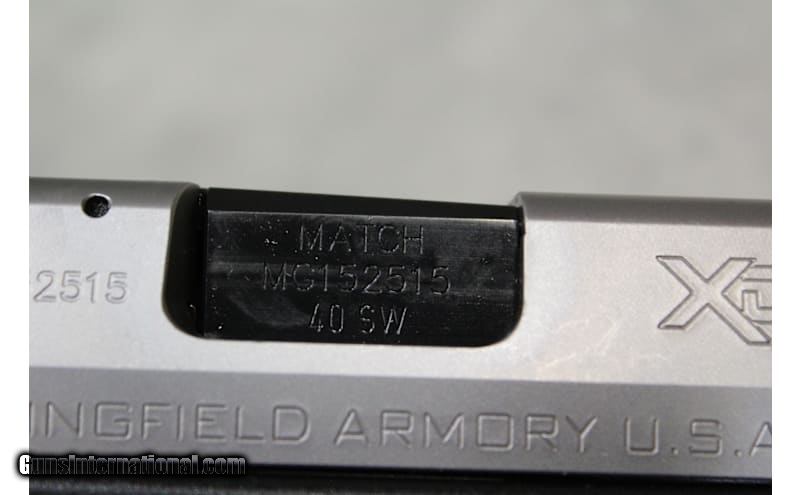 MATCH
MG152515
40 SW
2515
XD
INGFIELD ARMORY U.S.A
GunsInternational.com